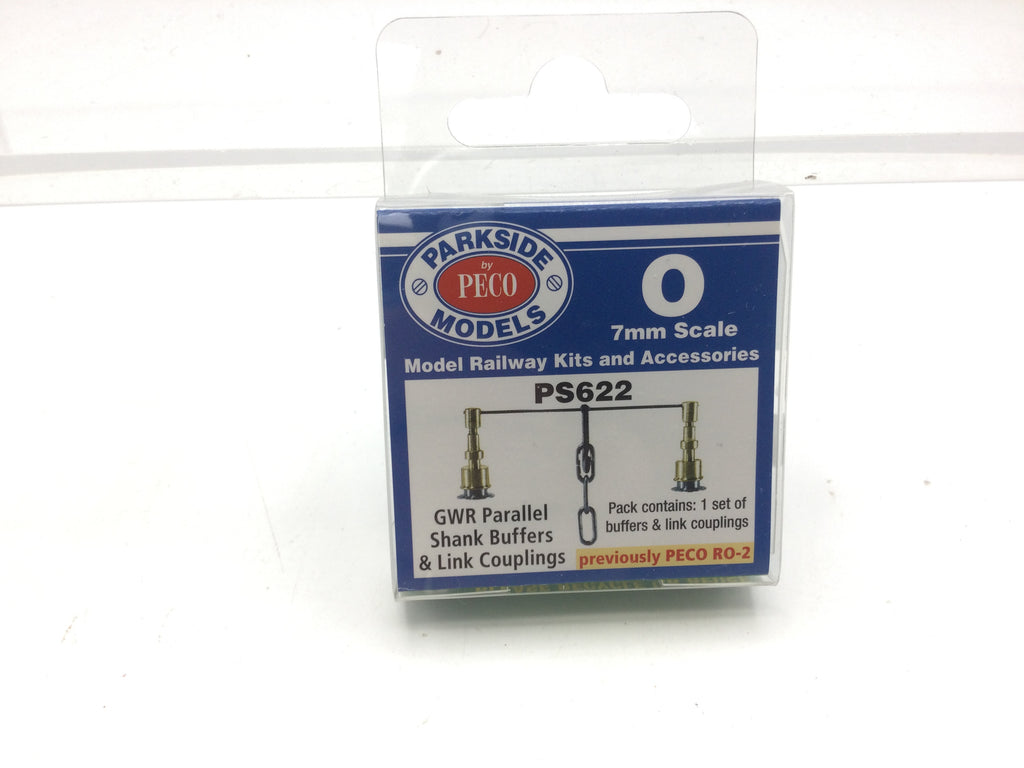 PARKSIDE
by
PECO
MODELS
O
7mm Scale
Model Railway Kits and Accessories
PS622
GWR Parallel
Shank Buffers
& Link Couplings
Pack contains: 1 set of
buffers & link couplings
previously PECO RO-2